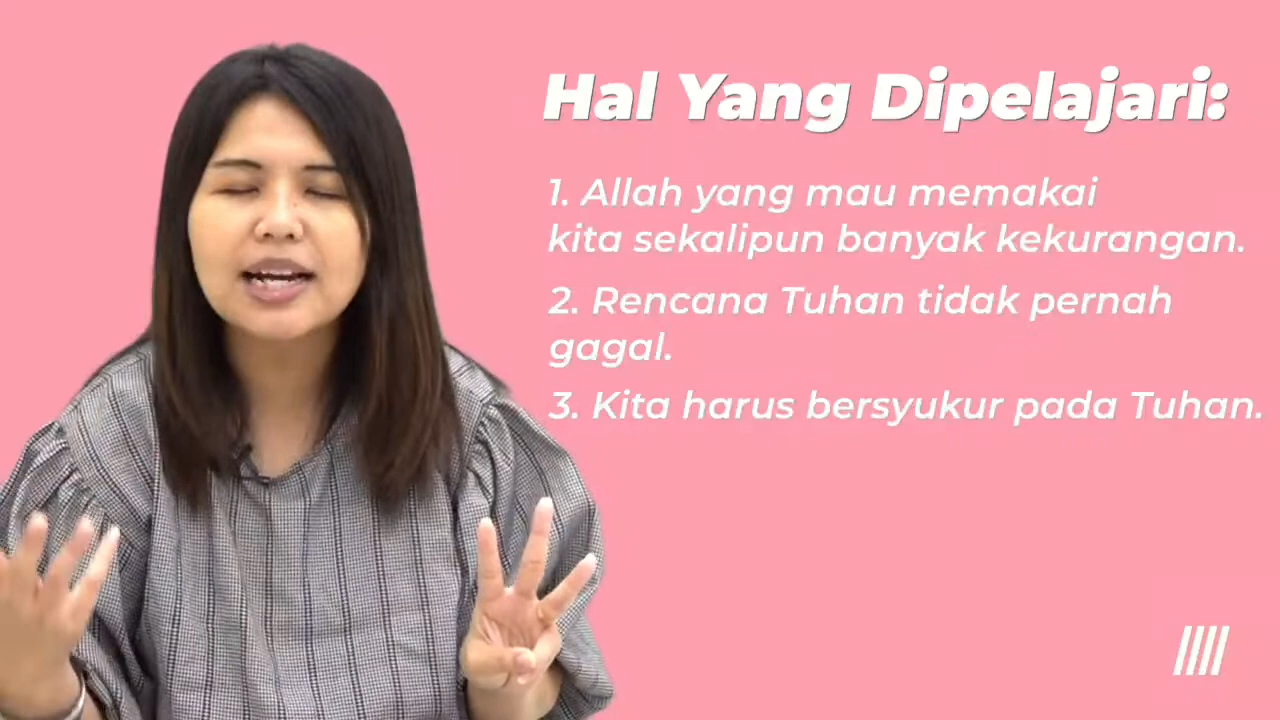 Hal Yang Dipelajari:
1. Allah yang mau memakai
kita sekalipun banyak kekurangan.
2. Rencana Tuhan tidak pernah
gagal.
3. Kita harus bersyukur pada Tuhan.